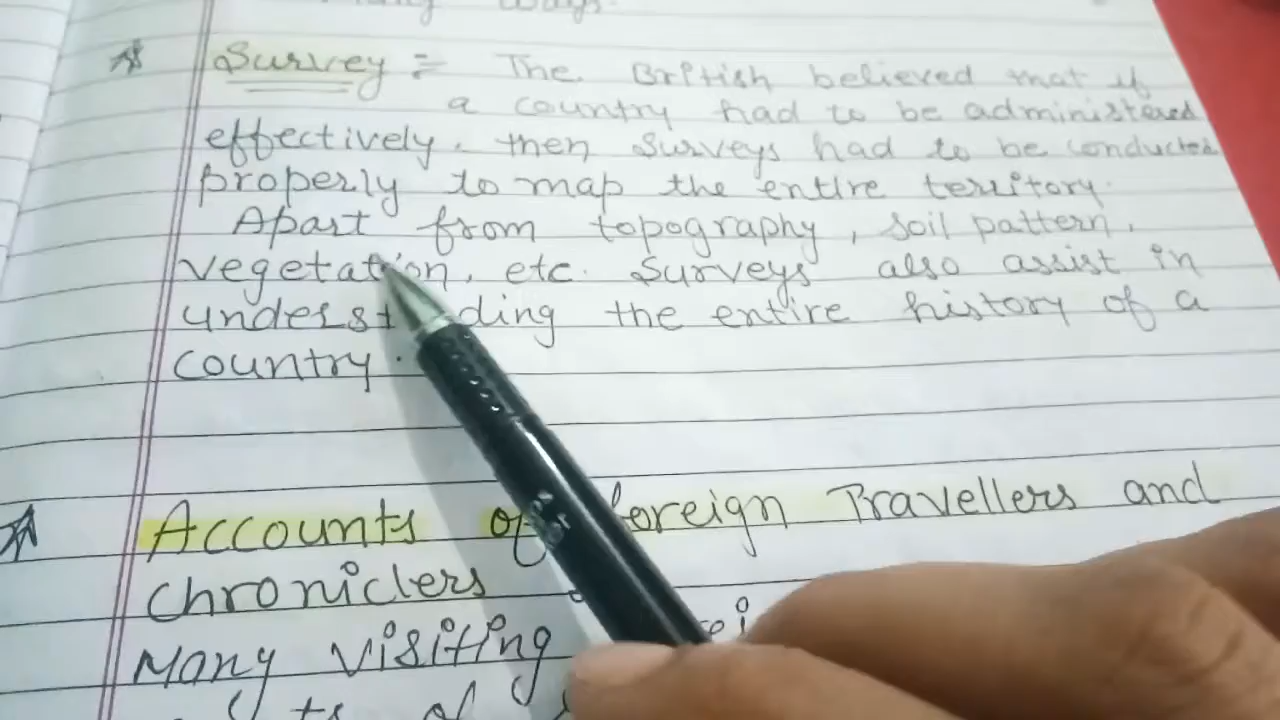 ways.
Survey = The British believed that if
a country had to be administered
effectively, then Surveys had to be conducted
properly to map the entire territory.
Apart from topography, soil pattern,
vegetation, etc. Surveys also assist in
the entire history of a
country.
Accounts of foreign Travellers and
chroniclers
Many visiting
of